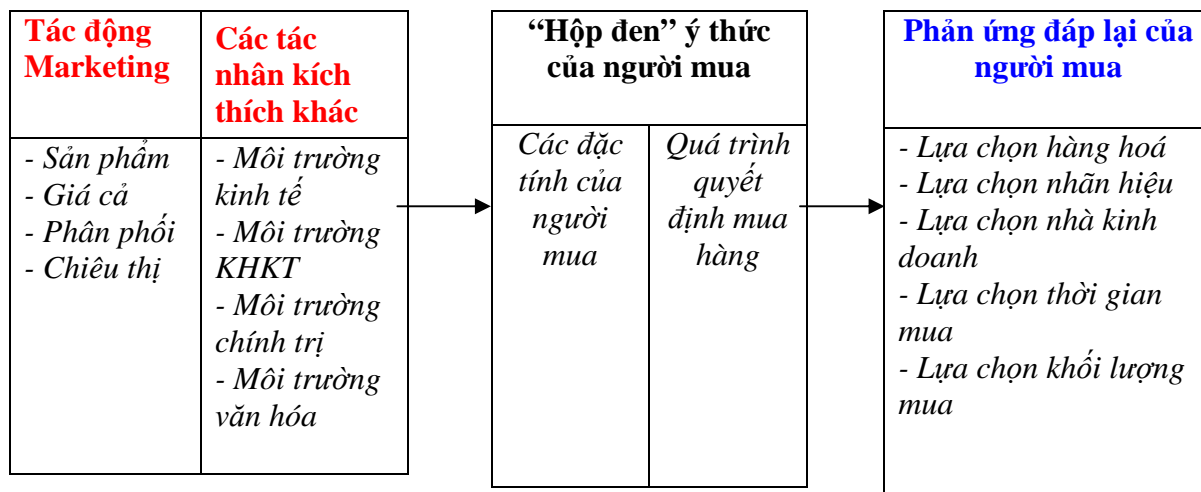 Tác động
Marketing
Các tác
nhân kích
thích khác
- Sản phẩm
- Giá cả
- Phân phối
- Chiêu thị
- Môi trường
kinh tế
- Môi trường
KHKT
- Môi trường
chính trị
- Môi trường
văn hóa
“Hộp đen” ý thức
của người mua
Các đặc
tính của
người
mua
Quá trình
quyết
định mua
hàng
Phản ứng đáp lại của
người mua
- Lựa chọn hàng hoá
- Lựa chọn nhãn hiệu
- Lựa chọn nhà kinh
doanh
- Lựa chọn thời gian
mua
- Lựa chọn khối lượng
mua